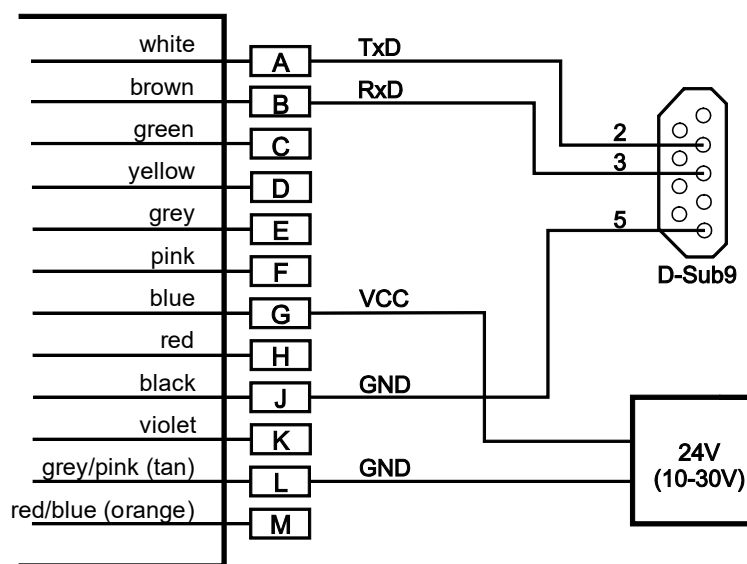 white A TxD
brown B RxD
green C 2
yellow D 3
grey E 5
pink F D-Sub9
blue G VCC
red H
black J GND
violet K 24V
grey/pink (tan) L GND (10-30V)
red/blue (orange) M